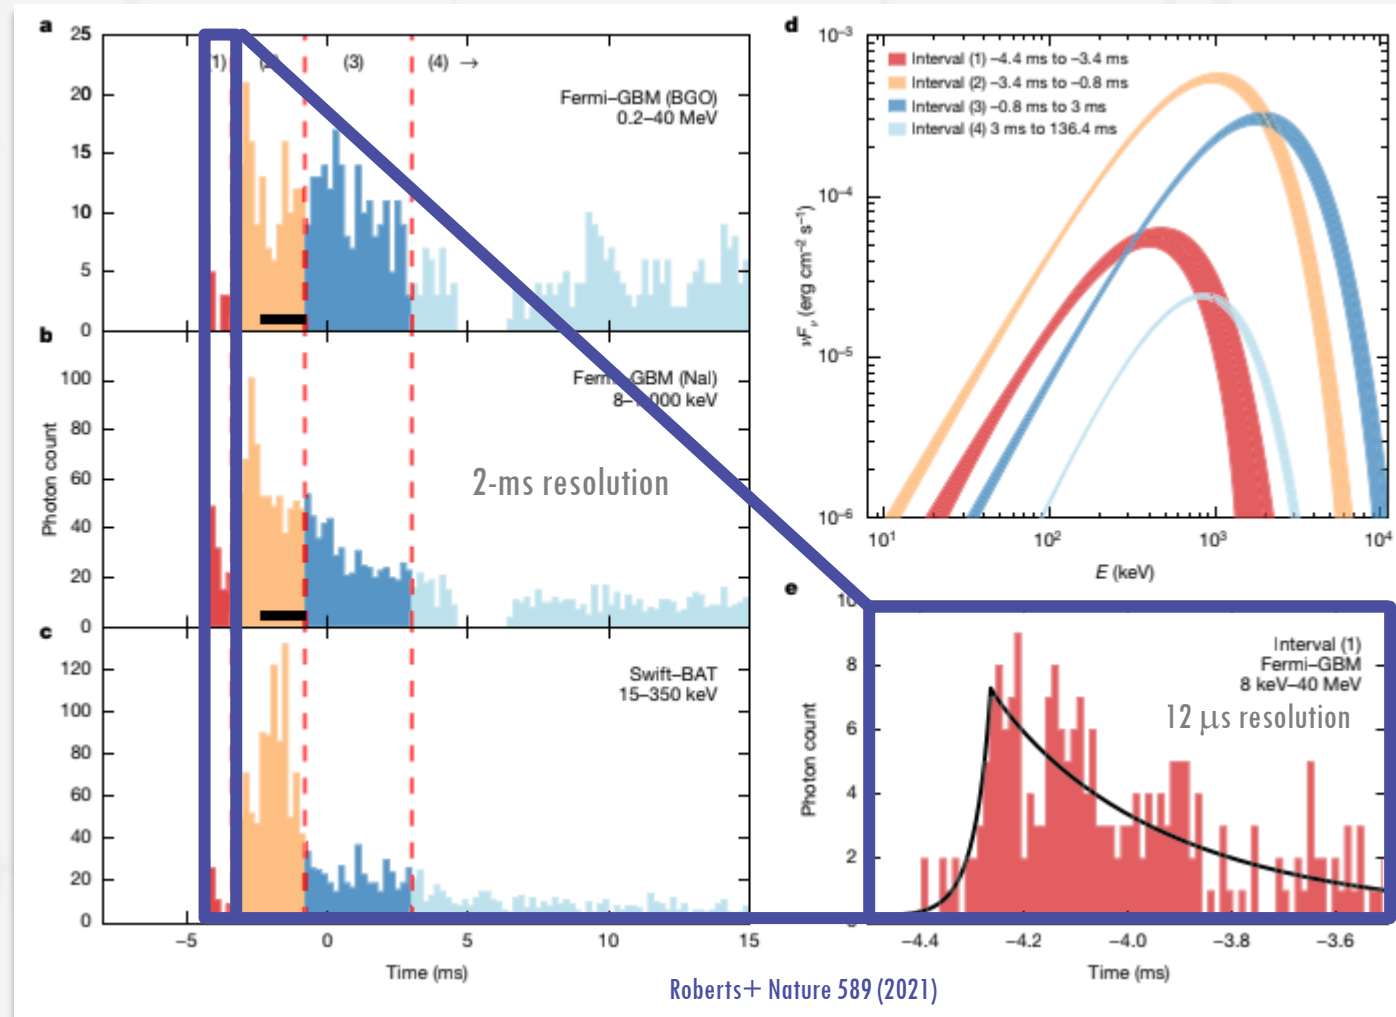 a
25
20
15
10
5
0
(3)
(4) →
Fermi–GBM (BGO)
0.2–40 MeV
b
100
80
60
40
20
0
Photon count
GBM (NaI)
000 keV
2-ms resolution
c
120
100
80
60
40
20
0
Swift–BAT
15–350 keV
−5
0
5
10
15
Time (ms)
d
10⁻³
10⁻⁴
10⁻⁵
10⁻⁶
νFν (erg cm⁻² s⁻¹)
Interval (1) –4.4 ms to –3.4 ms
Interval (2) –3.4 ms to –0.8 ms
Interval (3) –0.8 ms to 3 ms
Interval (4) 3 ms to 136.4 ms
10¹
10²
10³
10⁴
E (keV)
e
10
8
6
4
2
Photon count
Interval (1)
Fermi–GBM
8 keV–40 MeV
12 μs resolution
−4.4
−4.2
−4.0
−3.8
−3.6
Time (ms)
Roberts+ Nature 589 (2021)